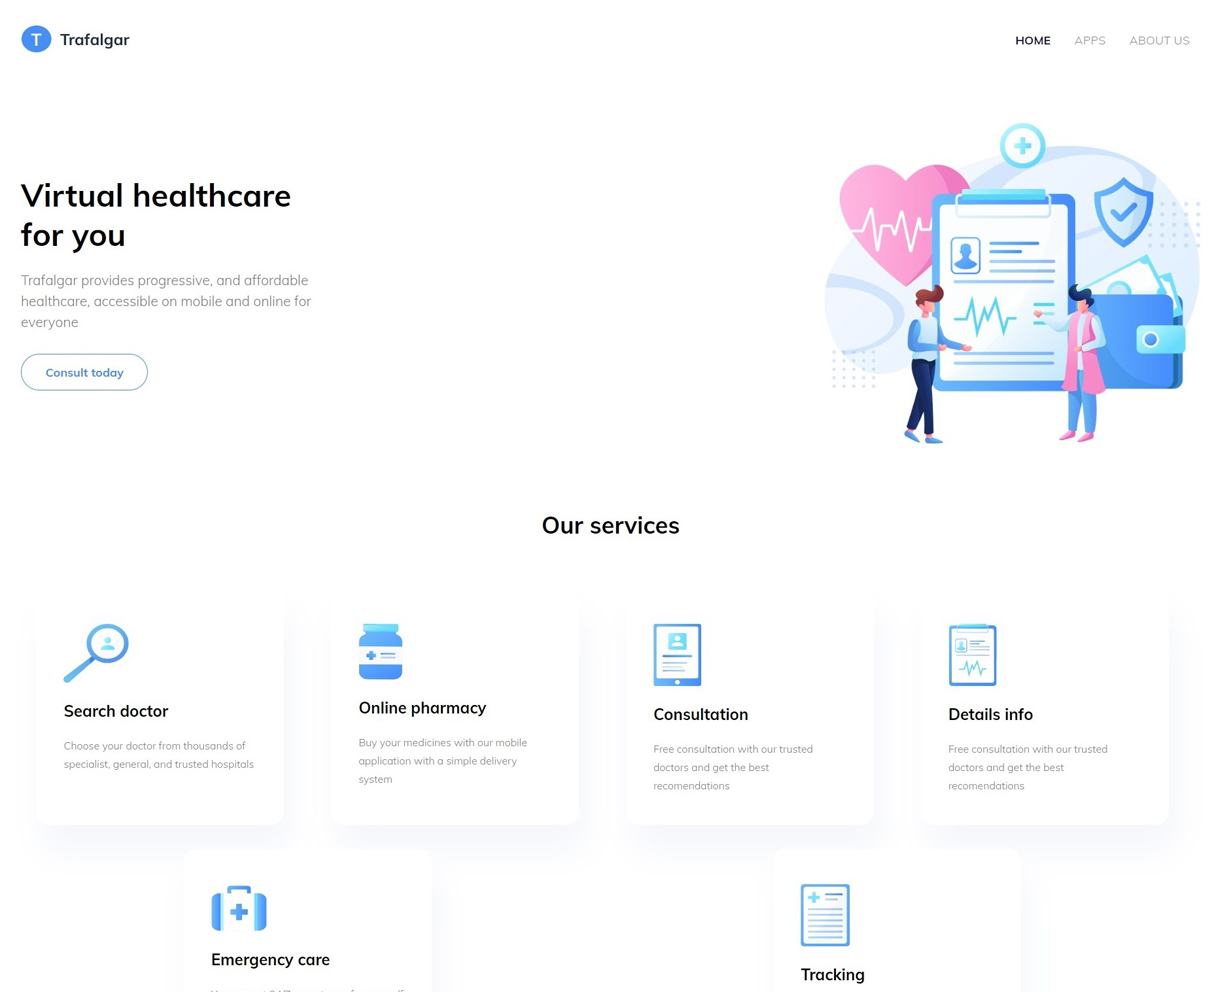 T Trafalgar
HOME APPS ABOUT US
Virtual healthcare
for you
Trafalgar provides progressive, and affordable
healthcare, accessible on mobile and online for
everyone
Consult today
Our services
Search doctor
Choose your doctor from thousands of
specialist, general, and trusted hospitals
Online pharmacy
Buy your medicines with our mobile
application with a simple delivery
system
Consultation
Free consultation with our trusted
doctors and get the best
recomendations
Details info
Free consultation with our trusted
doctors and get the best
recomendations
Emergency care
Tracking